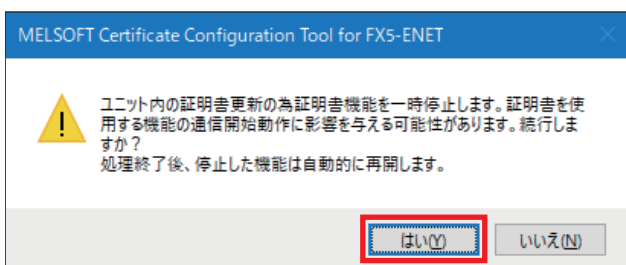 MELSOFT Certificate Configuration Tool for FX5-ENET
ユニット内の証明書更新の為証明書機能を一時停止します。証明書を使
用する機能の通信開始動作に影響を与える可能性があります。続行しま
すか？
処理終了後、停止した機能は自動的に再開します。
はい(Y)
いいえ(N)